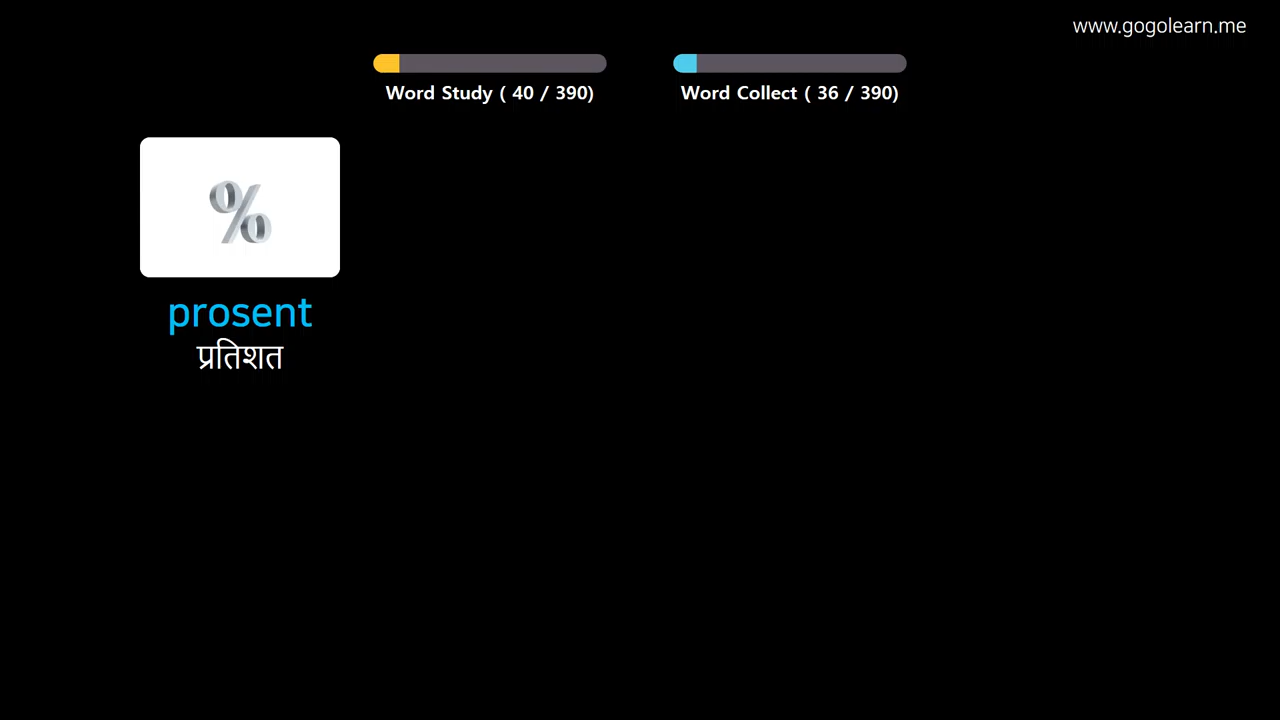 www.gogolearn.me
Word Study ( 40 / 390)
Word Collect ( 36 / 390)
%
prosent
प्रतिशत